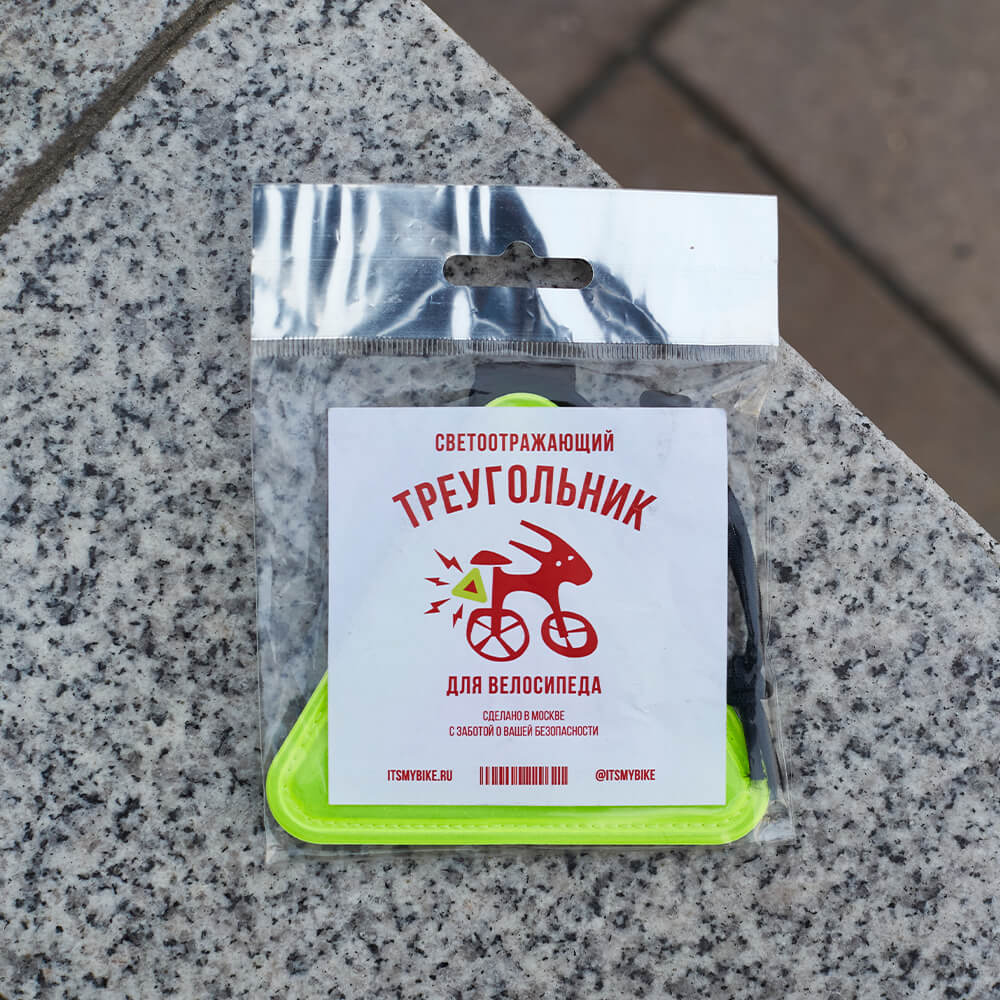 СВЕТООТРАЖАЮЩИЙ
ТРЕУГОЛЬНИК
ДЛЯ ВЕЛОСИПЕДА
СДЕЛАНО В МОСКВЕ
С ЗАБОТОЙ О ВАШЕЙ БЕЗОПАСНОСТИ
ITSMYBIKE.RU @ITSMYBIKE